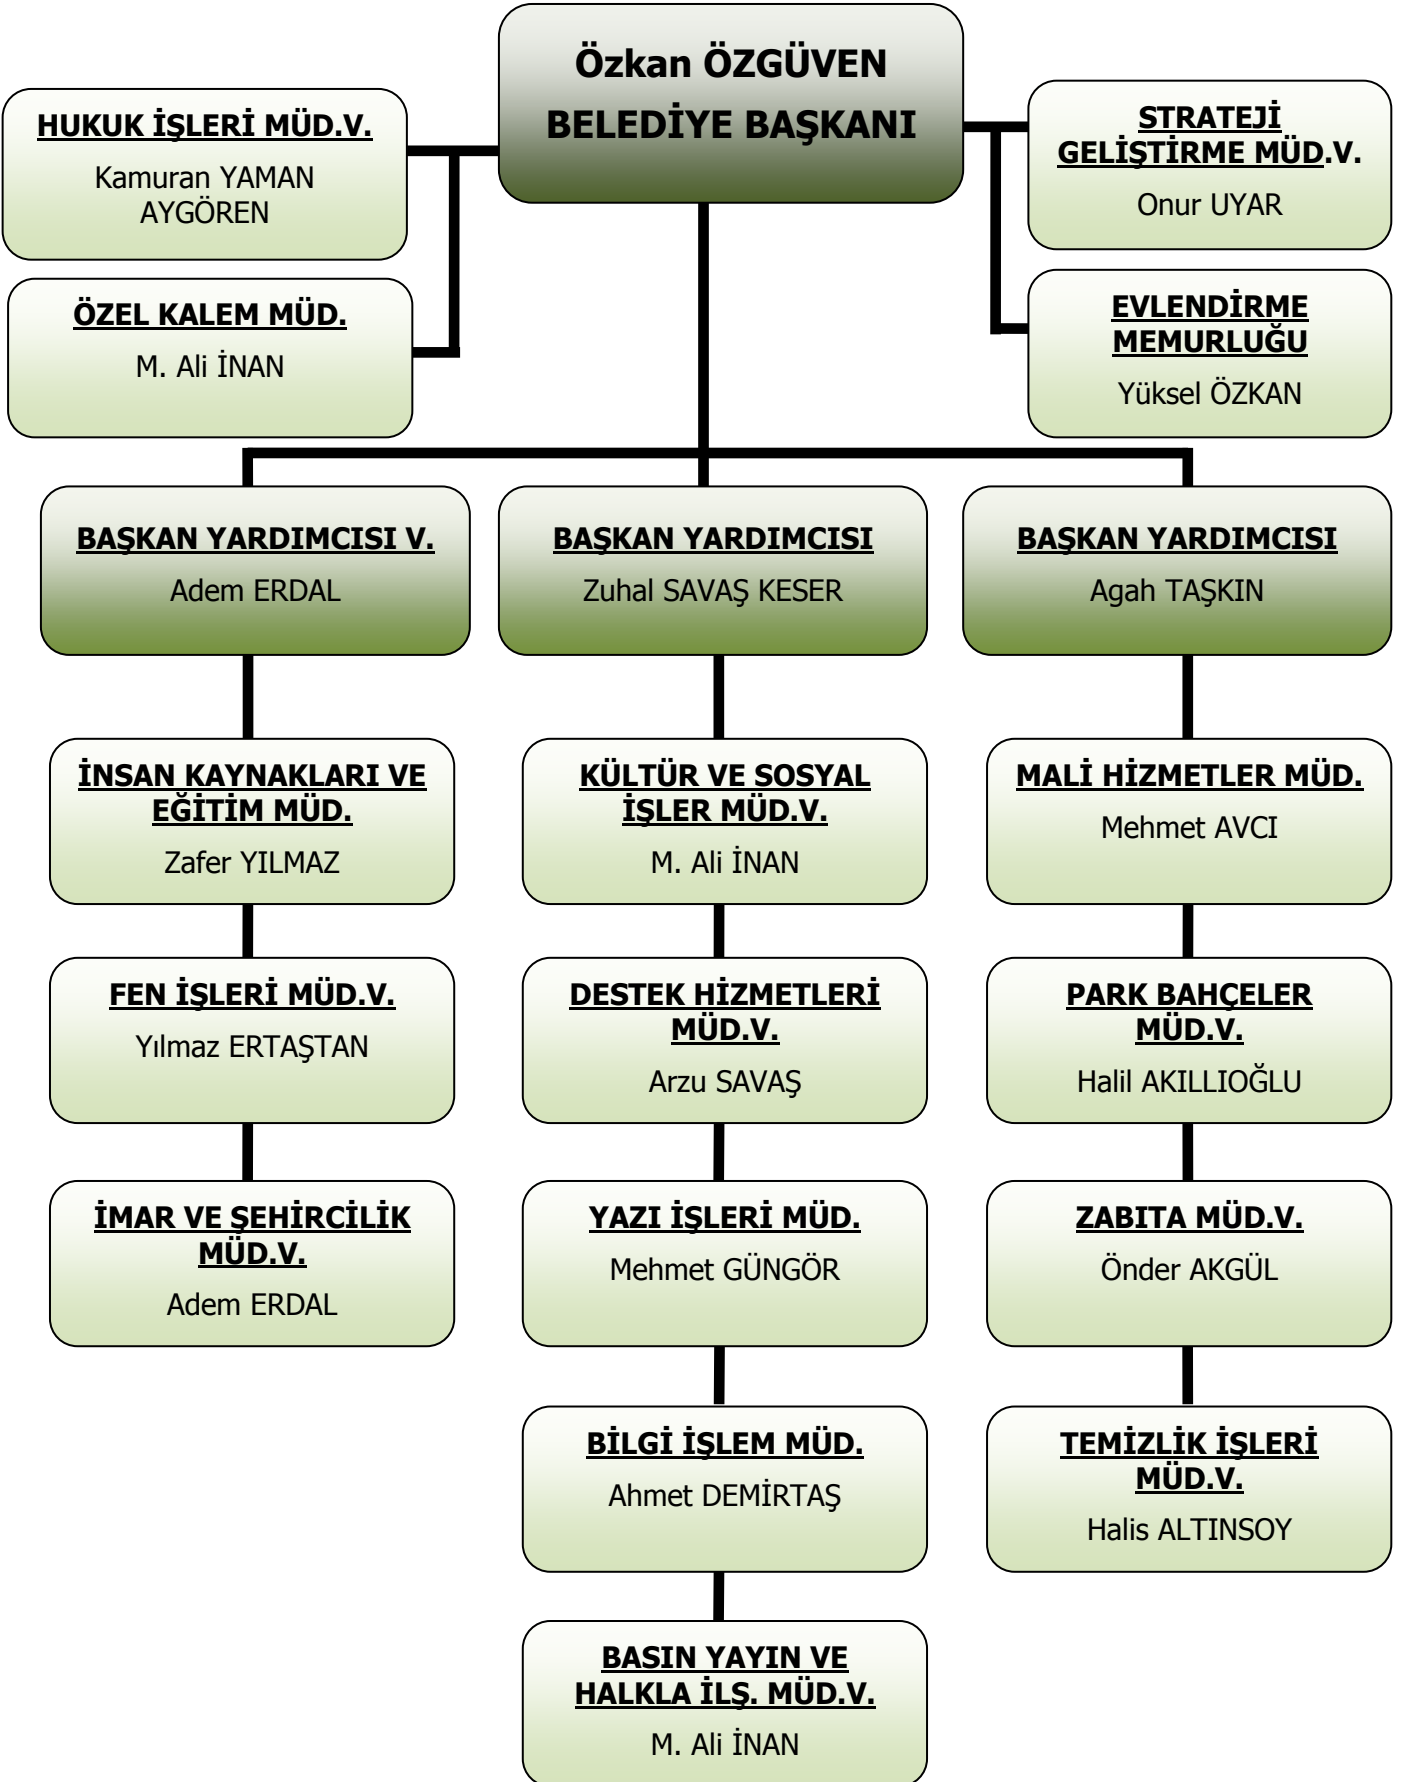 Özkan ÖZGÜVEN
BELEDİYE BAŞKANI
HUKUK İŞLERİ MÜD.V.
Kamuran YAMAN
AYGÖREN
STRATEJİ
GELİŞTİRME MÜD.V.
Onur UYAR
ÖZEL KALEM MÜD.
M. Ali İNAN
EVLENDİRME
MEMURLUĞU
Yüksel ÖZKAN
BAŞKAN YARDIMCISI V.
Adem ERDAL
BAŞKAN YARDIMCISI
Zuhal SAVAŞ KESER
BAŞKAN YARDIMCISI
Agah TAŞKIN
İNSAN KAYNAKLARI VE
EĞİTİM MÜD.
Zafer YILMAZ
KÜLTÜR VE SOSYAL
İŞLER MÜD.V.
M. Ali İNAN
MALİ HİZMETLER MÜD.
Mehmet AVCI
FEN İŞLERİ MÜD.V.
Yılmaz ERTAŞTAN
DESTEK HİZMETLERİ
MÜD.V.
Arzu SAVAŞ
PARK BAHÇELER
MÜD.V.
Halil AKILLIOĞLU
İMAR VE ŞEHİRCİLİK
MÜD.V.
Adem ERDAL
YAZI İŞLERİ MÜD.
Mehmet GÜNGÖR
ZABITA MÜD.V.
Önder AKGÜL
BİLGİ İŞLEM MÜD.
Ahmet DEMİRTAŞ
TEMİZLİK İŞLERİ
MÜD.V.
Halis ALTINSOY
BASIN YAYIN VE
HALKLA İLŞ. MÜD.V.
M. Ali İNAN